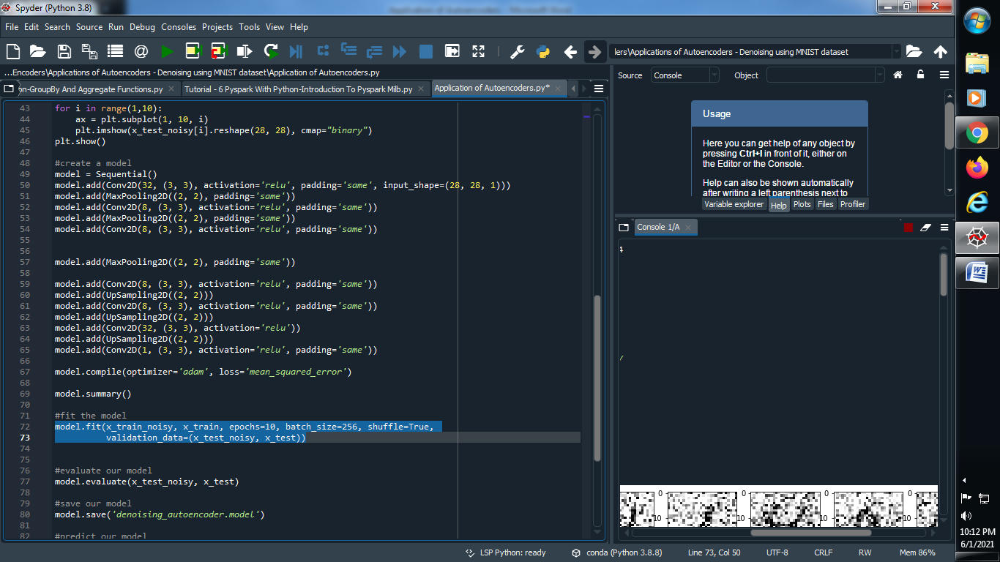 Spyder (Python 3.8)
File Edit Search Source Run Debug Consoles Projects Tools View Help
lers\Applications of Autoencoders - Denoising using MNIST dataset
...Encoders\Applications of Autoencoders - Denoising using MNIST dataset\Application of Autoencoders.py
on-GroupBy And Aggregate Functions.py Tutorial - 6 Pyspark With Python-Introduction To Pyspark Milb.py Application of Autoencoders.py*
43 for i in range(1,10):
44 ax = plt.subplot(1, 10, i)
45 plt.imshow(x_test_noisy[i].reshape(28, 28), cmap="binary")
46 plt.show()
47
48 #create a model
49 model = Sequential()
50 model.add(Conv2D(32, (3, 3), activation='relu', padding='same', input_shape=(28, 28, 1)))
51 model.add(MaxPooling2D((2, 2), padding='same'))
52 model.add(Conv2D(8, (3, 3), activation='relu', padding='same'))
53 model.add(MaxPooling2D((2, 2), padding='same'))
54 model.add(Conv2D(8, (3, 3), activation='relu', padding='same'))
55
56
57 model.add(MaxPooling2D((2, 2), padding='same'))
58
59 model.add(Conv2D(8, (3, 3), activation='relu', padding='same'))
60 model.add(UpSampling2D((2, 2)))
61 model.add(Conv2D(8, (3, 3), activation='relu', padding='same'))
62 model.add(UpSampling2D((2, 2)))
63 model.add(Conv2D(32, (3, 3), activation='relu'))
64 model.add(UpSampling2D((2, 2)))
65 model.add(Conv2D(1, (3, 3), activation='relu', padding='same'))
66
67 model.compile(optimizer='adam', loss='mean_squared_error')
68
69 model.summary()
70
71 #fit the model
72 model.fit(x_train_noisy, x_train, epochs=10, batch_size=256, shuffle=True,
73 validation_data=(x_test_noisy, x_test))
74
75
76 #evaluate our model
77 model.evaluate(x_test_noisy, x_test)
78
79 #save our model
80 model.save('denoising_autoencoder.model')
81
82 #predict our model
Source Console Object
Usage
Here you can get help of any object by
pressing Ctrl+I in front of it, either on
the Editor or the Console.
Help can also be shown automatically
after writing a left parenthesis next to
Variable explorer Help Plots Files Profiler
Console 1/A
/
0 0 0 0
10 10 10
LSP Python: ready conda (Python 3.8.8) Line 73, Col 50 UTF-8 CRLF RW Mem 86%
10:12 PM
6/1/2021